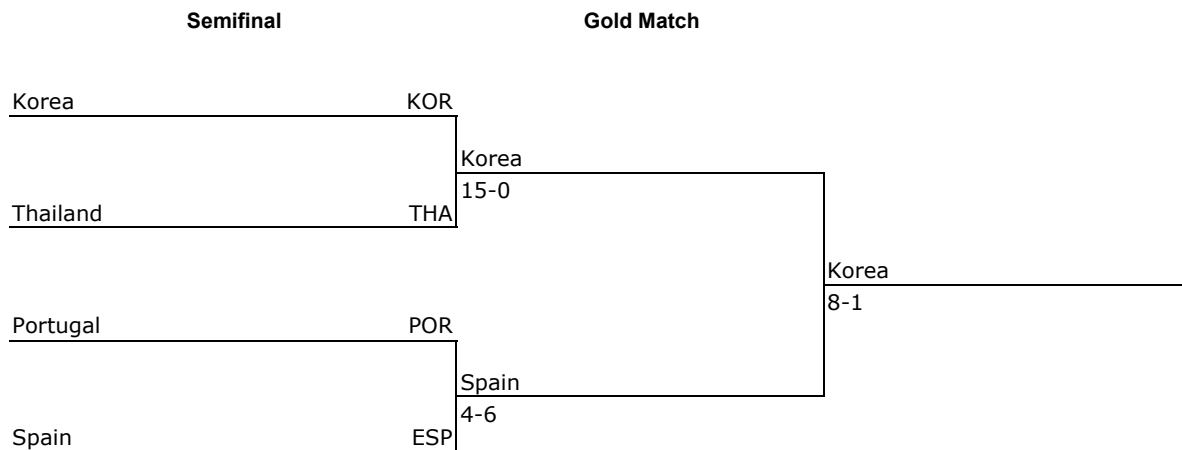 Semifinal Gold Match
Korea KOR
Korea
15-0
Thailand THA
Korea
8-1
Portugal POR
Spain
4-6
Spain ESP